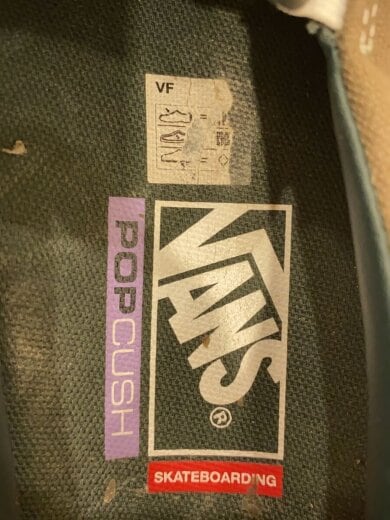 VF
VANS®
POPCUSH
SKATEBOARDING